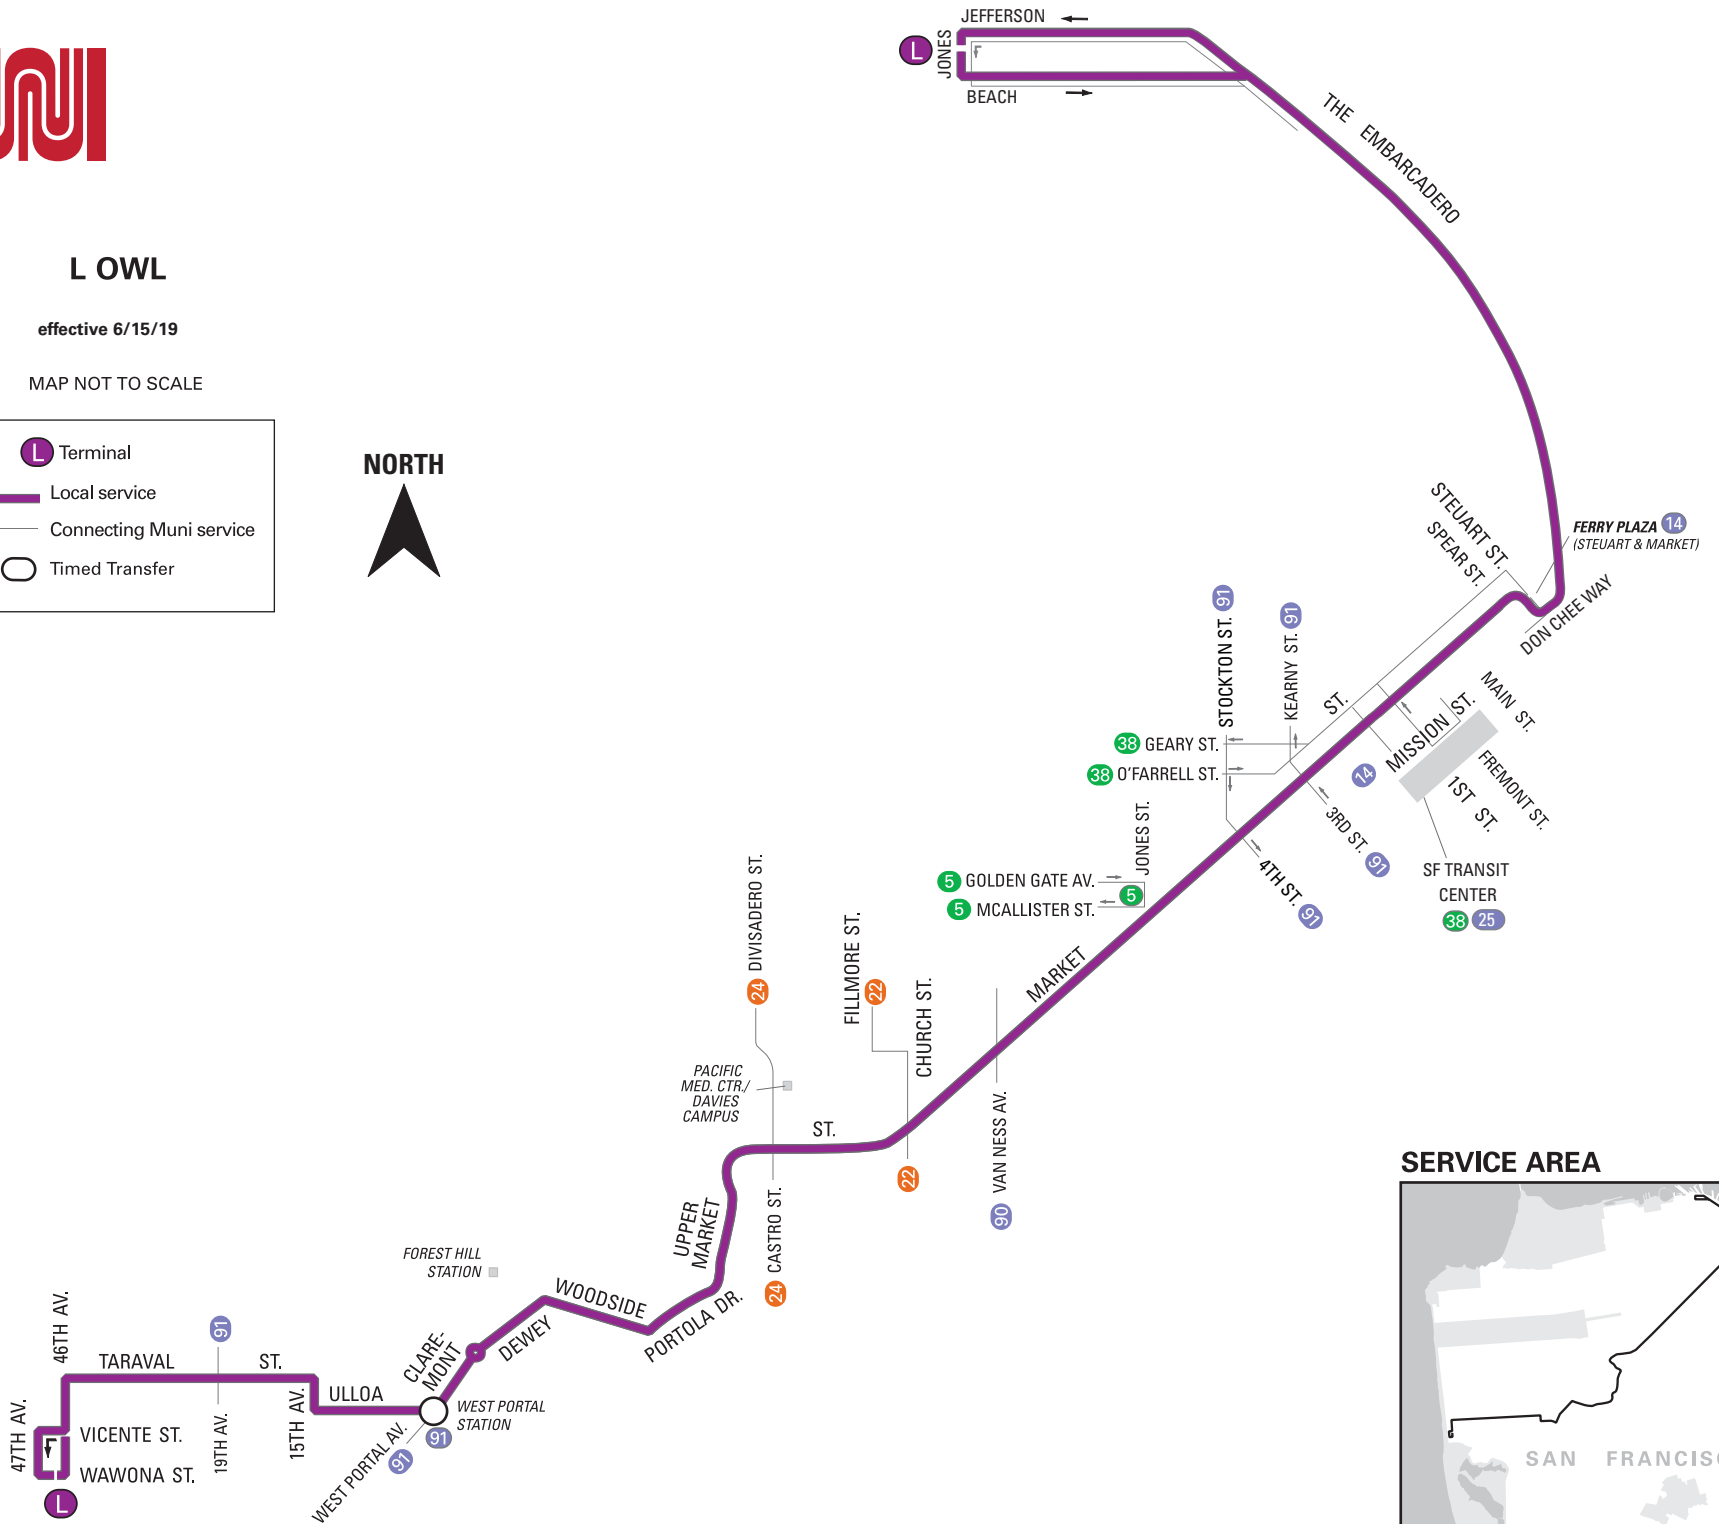 JEFFERSON
L
JONES
BEACH
THE EMBARCADERO
L OWL
effective 6/15/19
MAP NOT TO SCALE
L Terminal
Local service
Connecting Muni service
Timed Transfer
NORTH
STEUART ST.
SPEAR ST.
FERRY PLAZA 14
(STEUART & MARKET)
DON CHEE WAY
STOCKTON ST. 91
KEARNY ST. 91
MAIN ST.
ST.
MISSION ST.
38 GEARY ST.
38 O'FARRELL ST.
14
FREMONT ST.
1ST ST.
3RD ST. 91
4TH ST. 91
JONES ST.
SF TRANSIT
CENTER
38 25
5 GOLDEN GATE AV.
5
5 MCALLISTER ST.
24 DIVISADERO ST.
FILLMORE ST. 22
CHURCH ST.
22
MARKET
90 VAN NESS AV.
PACIFIC
MED. CTR./
DAVIES
CAMPUS
ST.
UPPER
MARKET
24 CASTRO ST.
FOREST HILL
STATION
WOODSIDE
PORTOLA DR.
DEWEY
CLARE-
MONT
46TH AV.
91
TARAVAL ST.
ULLOA
15TH AV.
19TH AV.
WEST PORTAL
STATION
91
WEST PORTAL AV.
91
47TH AV.
VICENTE ST.
WAWONA ST.
L
SERVICE AREA
SAN FRANCISC